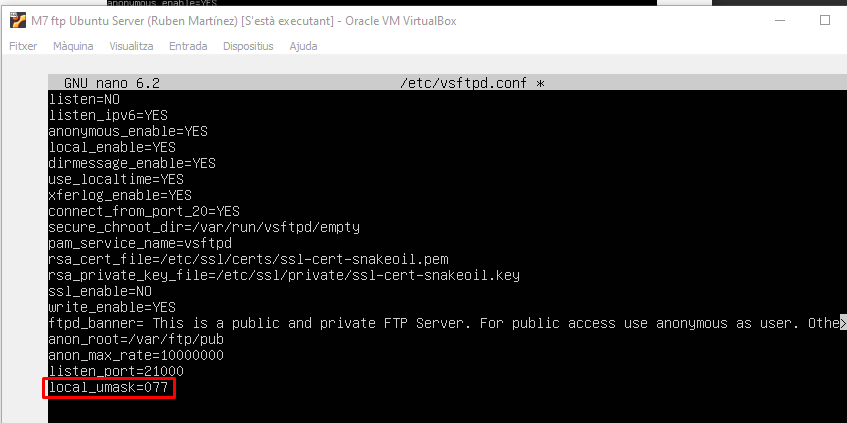 anonymous_enable=YES
M7 ftp Ubuntu Server (Ruben Martínez) [S'està executant] - Oracle VM VirtualBox
Fitxer Màquina Visualitza Entrada Dispositius Ajuda
GNU nano 6.2 /etc/vsftpd.conf *
listen=NO
listen_ipv6=YES
anonymous_enable=YES
local_enable=YES
dirmessage_enable=YES
use_localtime=YES
xferlog_enable=YES
connect_from_port_20=YES
secure_chroot_dir=/var/run/vsftpd/empty
pam_service_name=vsftpd
rsa_cert_file=/etc/ssl/certs/ssl-cert-snakeoil.pem
rsa_private_key_file=/etc/ssl/private/ssl-cert-snakeoil.key
ssl_enable=NO
write_enable=YES
ftpd_banner= This is a public and private FTP Server. For public access use anonymous as user. Othe>
anon_root=/var/ftp/pub
anon_max_rate=10000000
listen_port=21000
local_umask=077